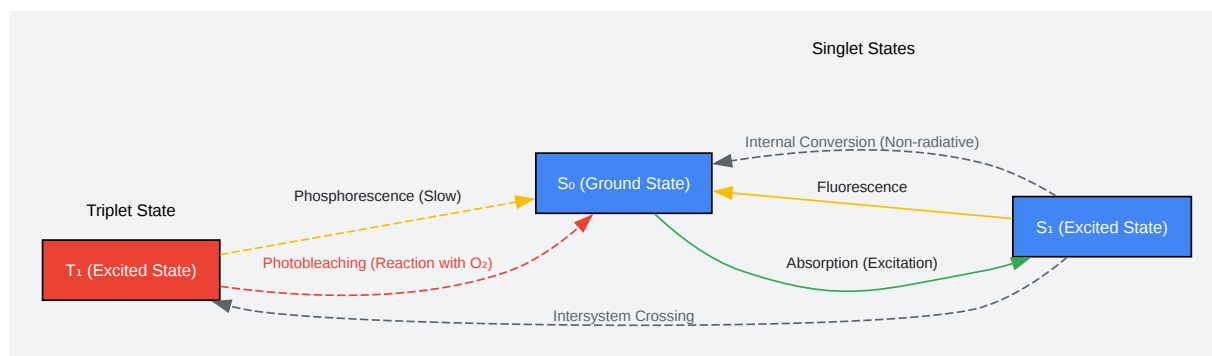 Singlet States
Internal Conversion (Non-radiative)
S₀ (Ground State)
Fluorescence
Phosphorescence (Slow)
Triplet State
S₁ (Excited State)
T₁ (Excited State)
Photobleaching (Reaction with O₂)
Absorption (Excitation)
Intersystem Crossing